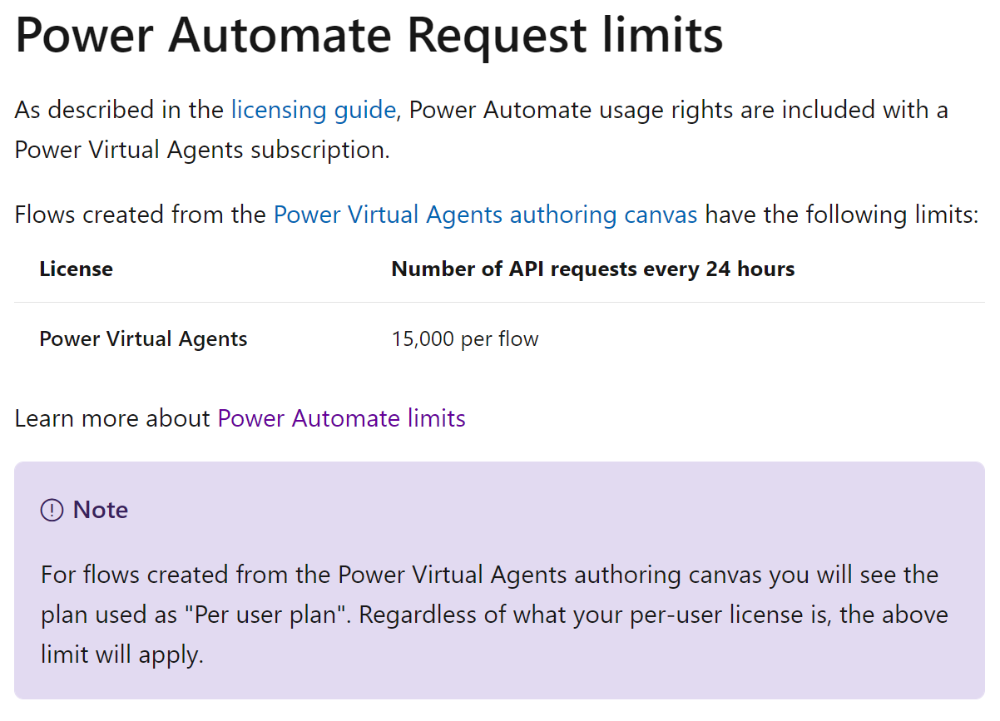 Power Automate Request limits
As described in the licensing guide, Power Automate usage rights are included with a
Power Virtual Agents subscription.
Flows created from the Power Virtual Agents authoring canvas have the following limits:
License Number of API requests every 24 hours
Power Virtual Agents 15,000 per flow
Learn more about Power Automate limits
Note
For flows created from the Power Virtual Agents authoring canvas you will see the
plan used as "Per user plan". Regardless of what your per-user license is, the above
limit will apply.